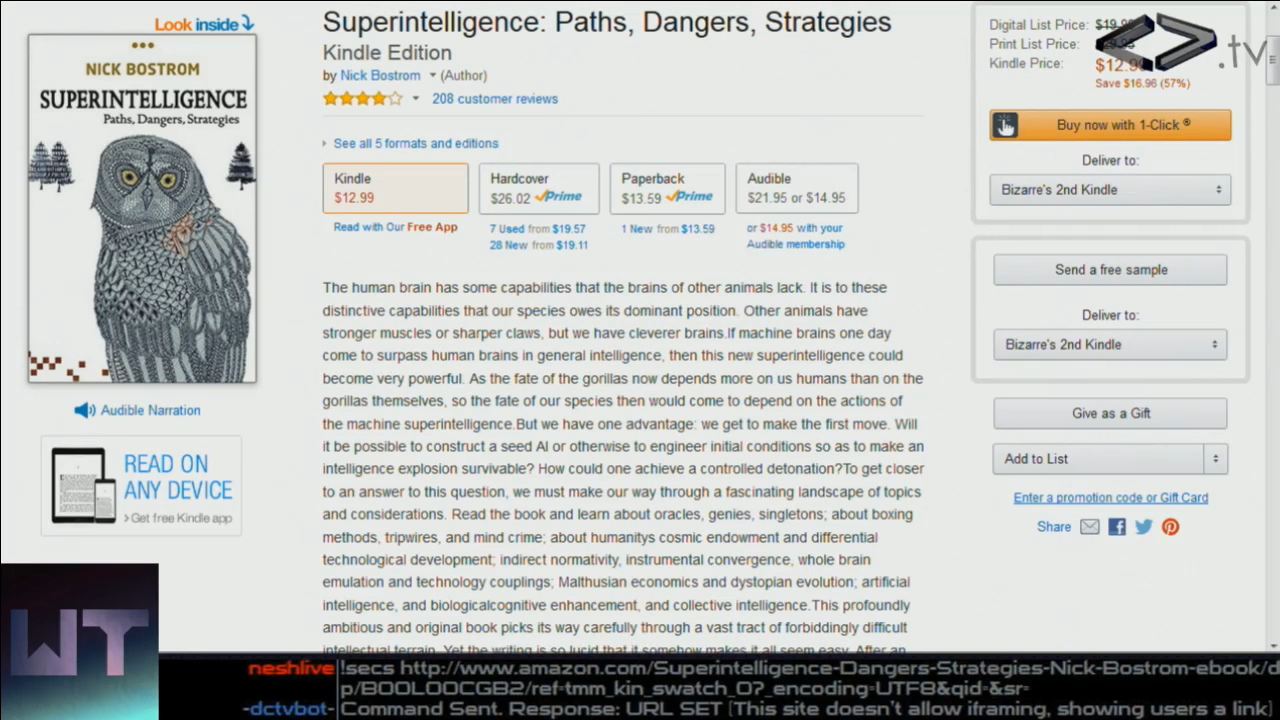 Look inside
NICK BOSTROM
SUPERINTELLIGENCE
Paths, Dangers, Strategies
Audible Narration
READ ON
ANY DEVICE
Get free Kindle app
Superintelligence: Paths, Dangers, Strategies
Kindle Edition
by Nick Bostrom (Author)
208 customer reviews
See all 5 formats and editions
Kindle
$12.99
Read with Our Free App
Hardcover
$26.02 Prime
7 Used from $19.57
28 New from $19.11
Paperback
$13.59 Prime
1 New from $13.59
Audible
$21.95 or $14.95
or $14.95 with your
Audible membership
The human brain has some capabilities that the brains of other animals lack. It is to these
distinctive capabilities that our species owes its dominant position. Other animals have
stronger muscles or sharper claws, but we have cleverer brains.If machine brains one day
come to surpass human brains in general intelligence, then this new superintelligence could
become very powerful. As the fate of the gorillas now depends more on us humans than on the
gorillas themselves, so the fate of our species then would come to depend on the actions of
the machine superintelligence.But we have one advantage: we get to make the first move. Will
it be possible to construct a seed AI or otherwise to engineer initial conditions so as to make an
intelligence explosion survivable? How could one achieve a controlled detonation?To get closer
to an answer to this question, we must make our way through a fascinating landscape of topics
and considerations. Read the book and learn about oracles, genies, singletons; about boxing
methods, tripwires, and mind crime; about humanitys cosmic endowment and differential
technological development; indirect normativity, instrumental convergence, whole brain
emulation and technology couplings; Malthusian economics and dystopian evolution; artificial
intelligence, and biologicalcognitive enhancement, and collective intelligence.This profoundly
ambitious and original book picks its way carefully through a vast tract of forbiddingly difficult
intellectual terrain. Yet the writing is so lucid that it somehow makes it all seem easy. After an
Digital List Price:
Print List Price:
Kindle Price:
Save $16.96 (57%)
.tv
Buy now with 1-Click ®
Deliver to:
Bizarre's 2nd Kindle
Send a free sample
Deliver to:
Bizarre's 2nd Kindle
Give as a Gift
Add to List
Enter a promotion code or Gift Card
Share
WT
neshlive !secs http://www.amazon.com/Superintelligence-Dangers-Strategies-Nick-Bostrom-ebook/d
p/B00LOOCGB2/ref=tmm_kin_swatch_0?_encoding=UTF8&qid=&sr=
-dctvbot- Command Sent. Response: URL SET [This site doesn't allow iframing, showing users a link]